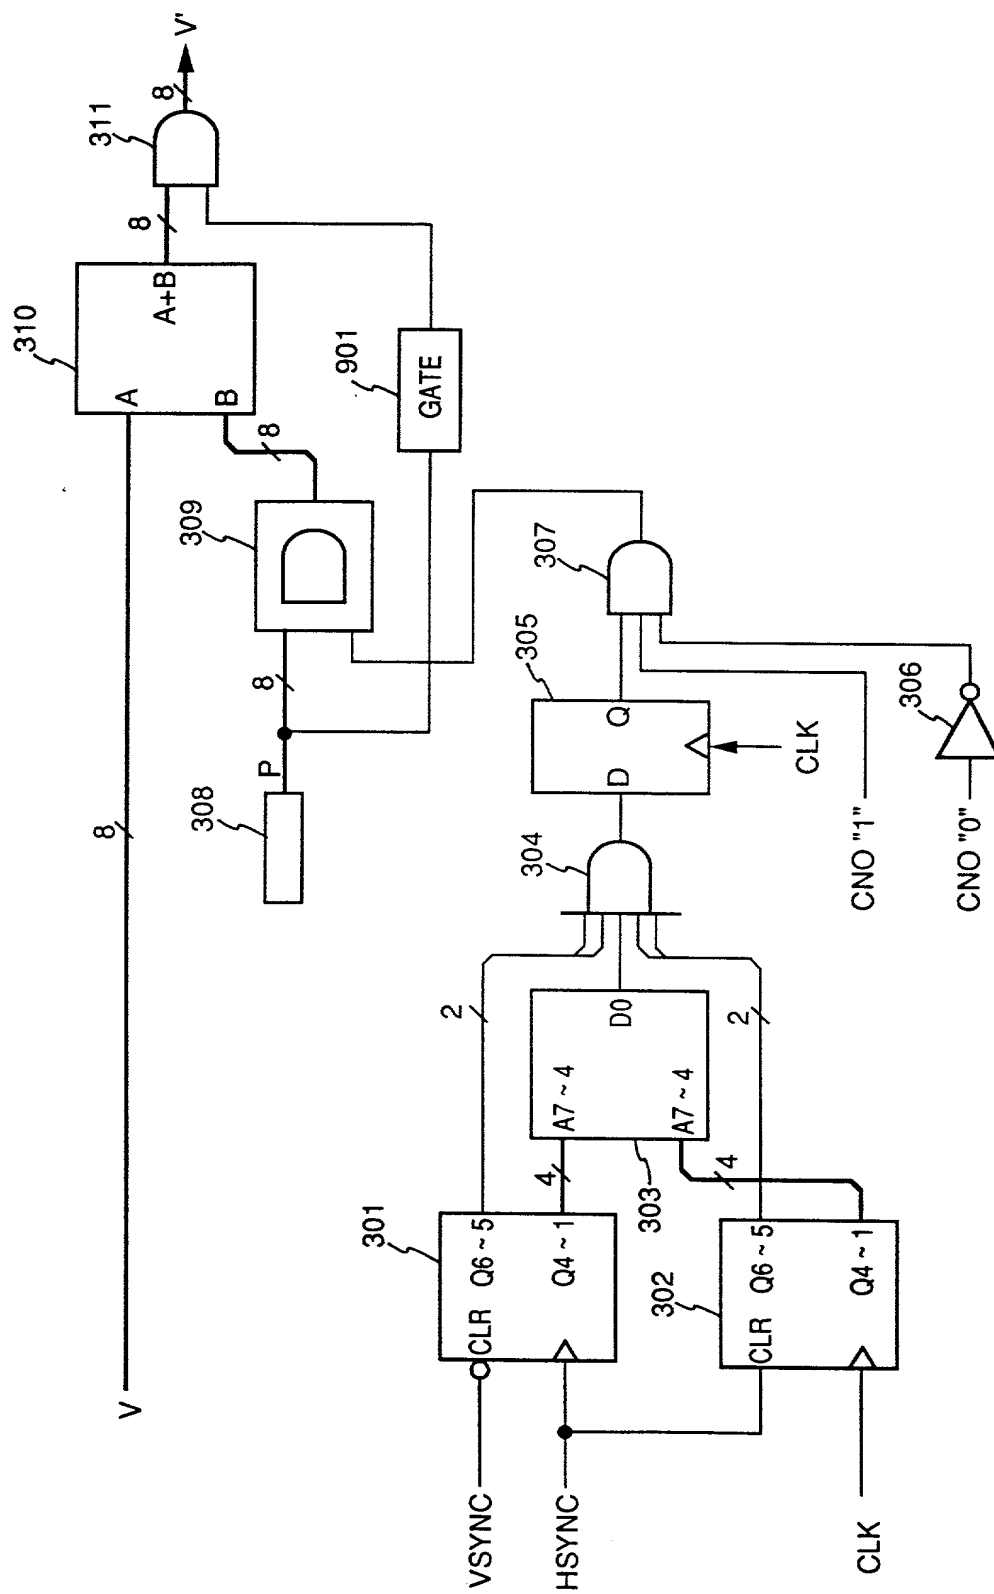 V
8
310
A
B
A+B
8
311
8
V'
308
P
8
309
8
901
GATE
VSYNC
HSYNC
CLK
301
CLR
Q6 ~ 5
Q4 ~ 1
2
4
303
A7 ~ 4
A7 ~ 4
D0
302
CLR
Q6 ~ 5
Q4 ~ 1
4
2
304
305
D
Q
CLK
307
CNO "1"
CNO "0"
306